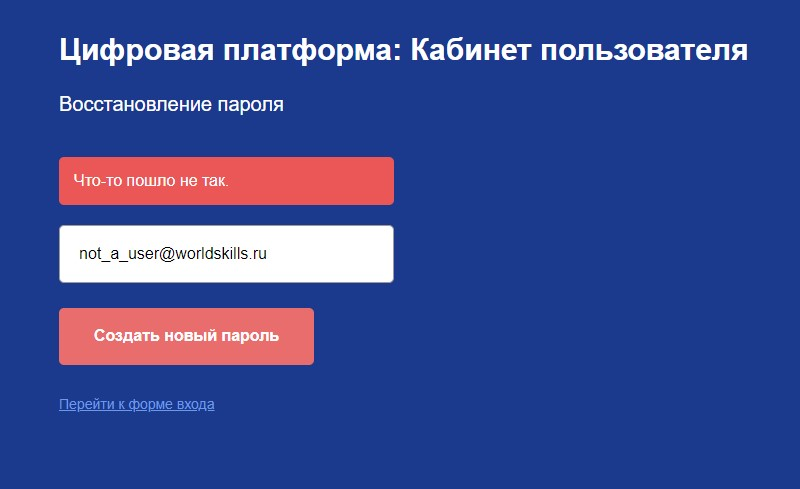 Цифровая платформа: Кабинет пользователя
Восстановление пароля
Что-то пошло не так.
not_a_user@worldskills.ru
Создать новый пароль
Перейти к форме входа